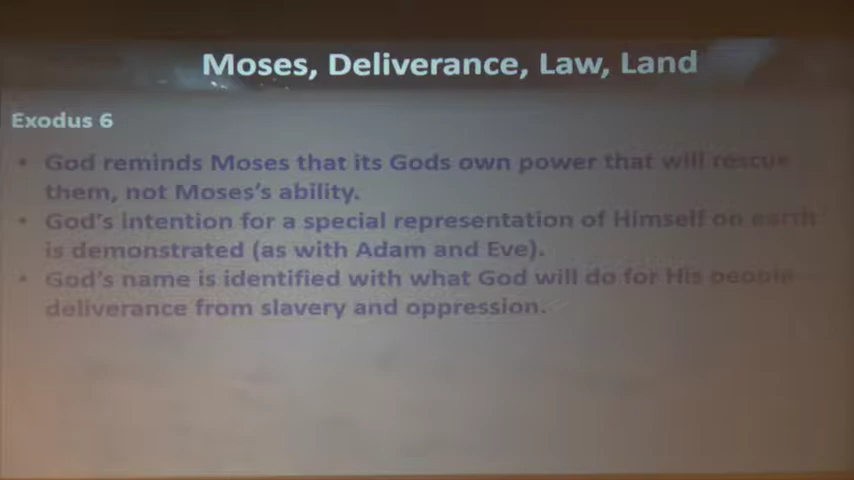 Moses, Deliverance, Law, Land
Exodus 6
• God reminds Moses that its Gods own power that will rescue
them, not Moses's ability.
• God's intention for a special representation of Himself on earth
is demonstrated (as with Adam and Eve).
• God's name is identified with what God will do for His people –
deliverance from slavery and oppression.